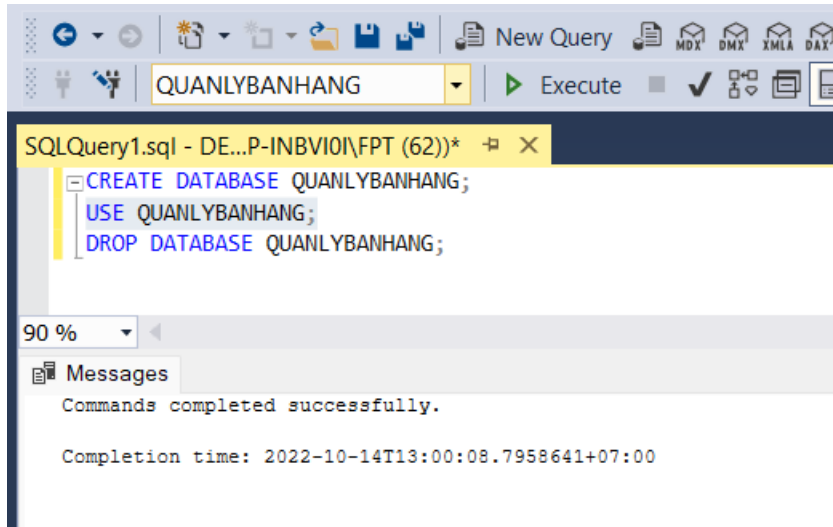 New Query MDX DMX XMLA DAX
QUANLYBANHANG Execute
SQLQuery1.sql - DE...P-INBVI0I\FPT (62))*
CREATE DATABASE QUANLYBANHANG;
USE QUANLYBANHANG;
DROP DATABASE QUANLYBANHANG;
90 %
Messages
Commands completed successfully.
Completion time: 2022-10-14T13:00:08.7958641+07:00